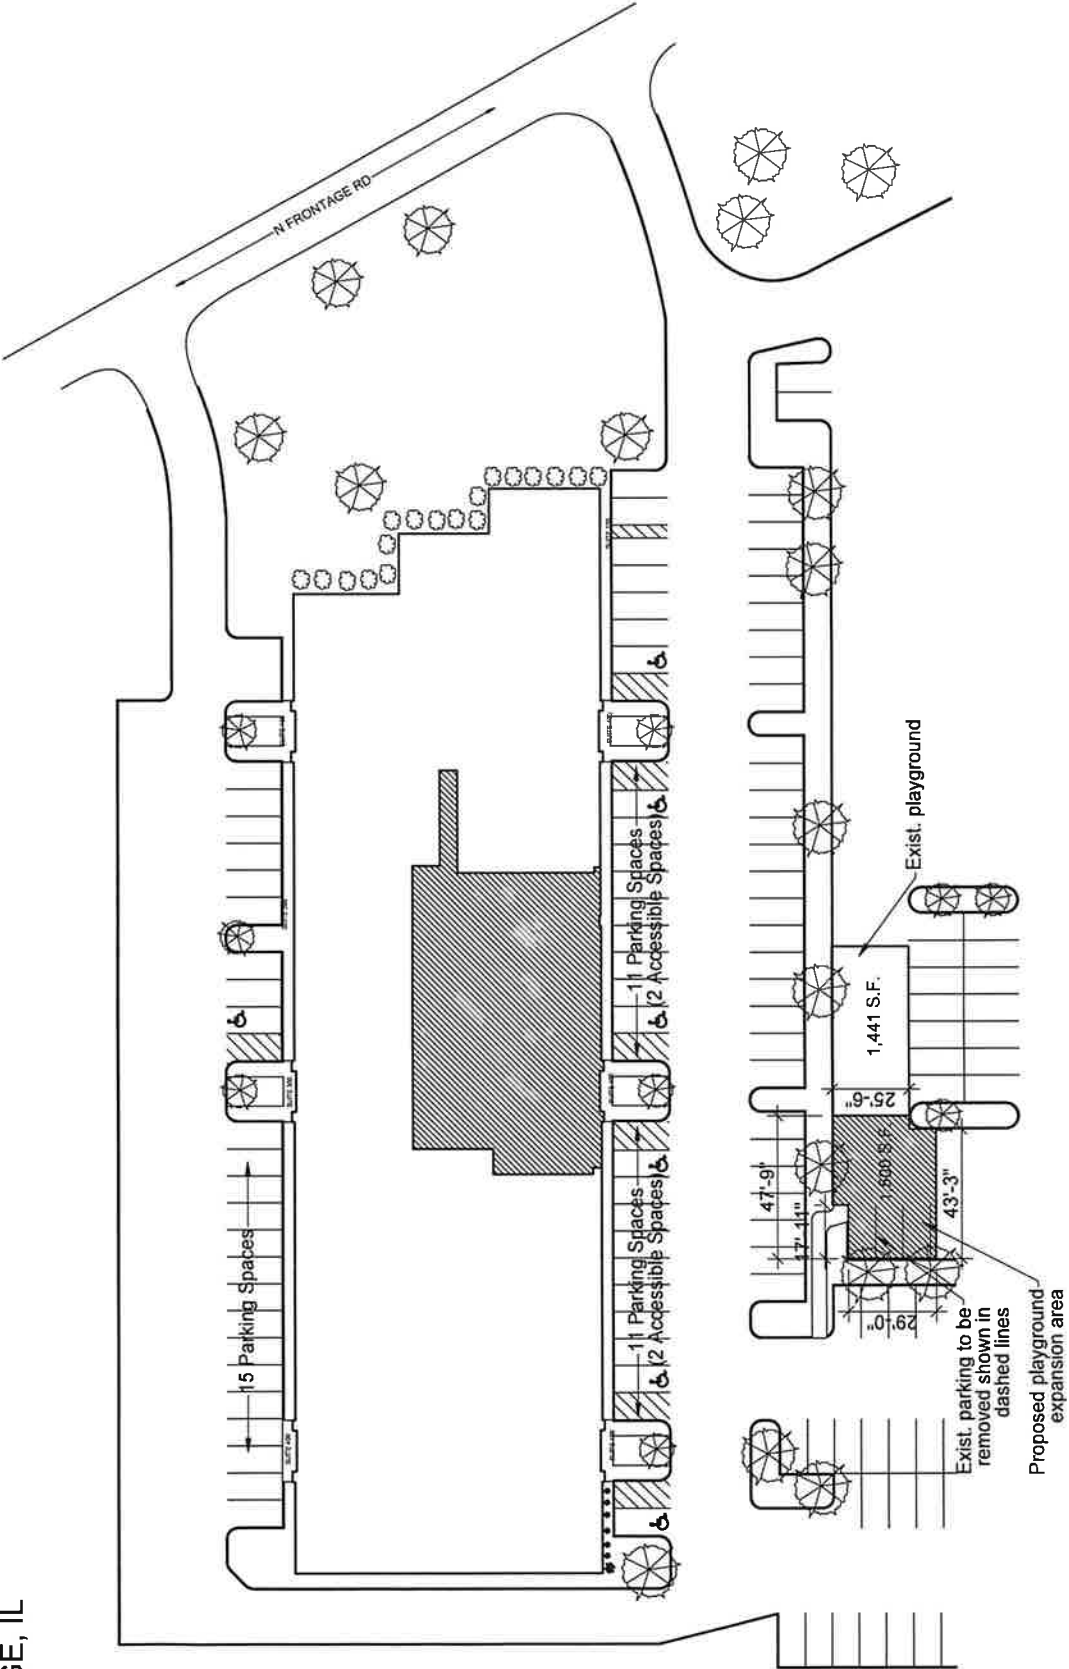 GE, IL
N FRONTAGE RD
15 Parking Spaces
11 Parking Spaces
(2 Accessible Spaces)
11 Parking Spaces
(2 Accessible Spaces)
Exist. playground
1,441 S.F.
25'-6"
1,800 S.F.
47'-9"
17'-11"
43'-3"
29'-0"
Exist. parking to be
removed shown in
dashed lines
Proposed playground
expansion area